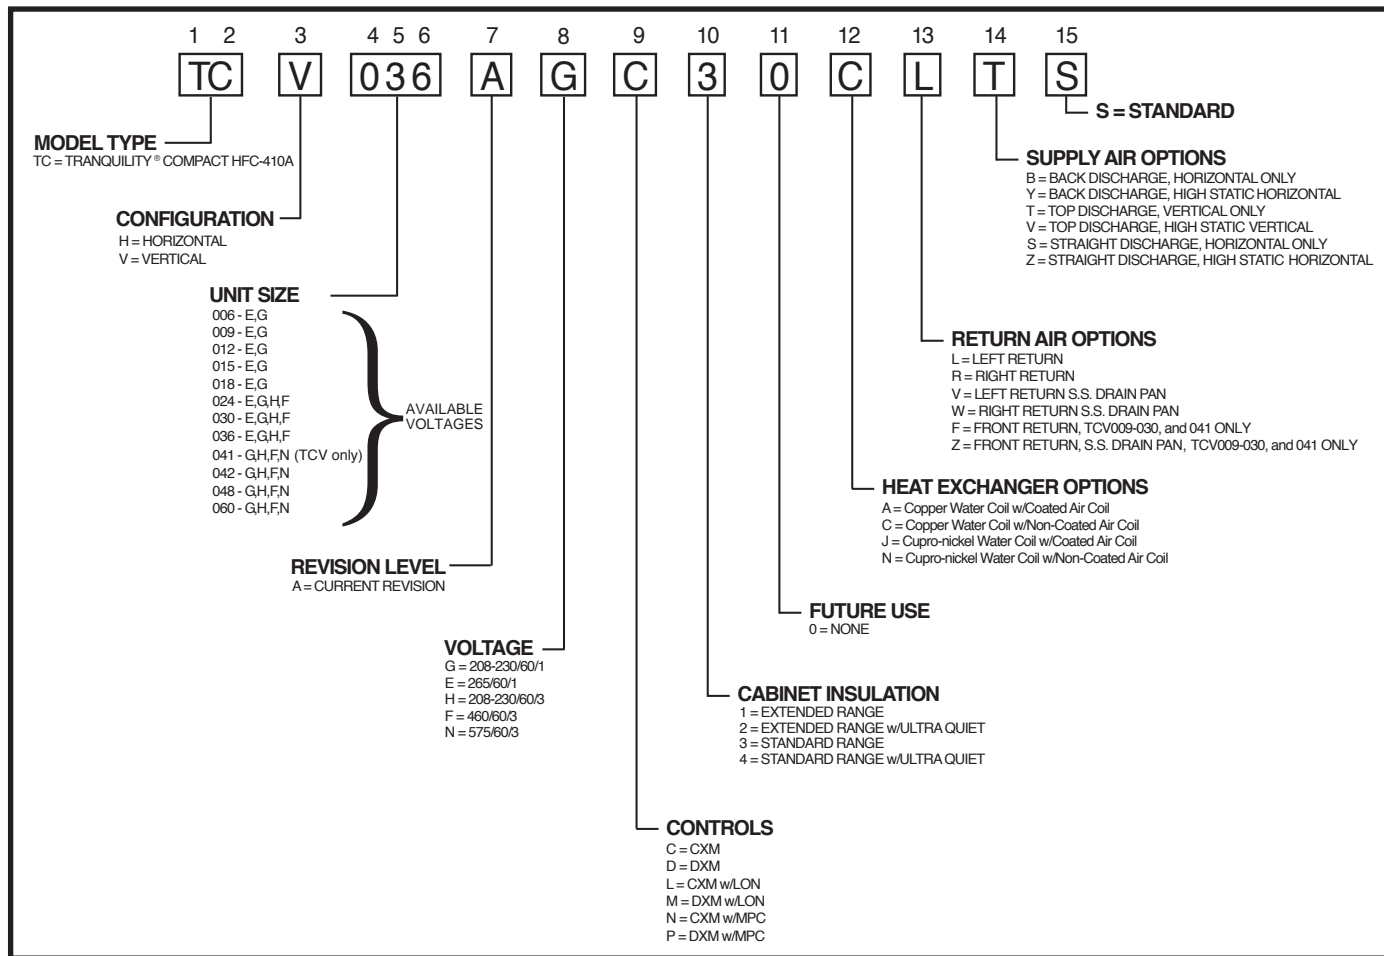 1 2 3 4 5 6 7 8 9 10 11 12 13 14 15
TC V 036 A G C 3 0 C L T S
S = STANDARD
MODEL TYPE
TC = TRANQUILITY® COMPACT HFC-410A
SUPPLY AIR OPTIONS
B = BACK DISCHARGE, HORIZONTAL ONLY
Y = BACK DISCHARGE, HIGH STATIC HORIZONTAL
T = TOP DISCHARGE, VERTICAL ONLY
V = TOP DISCHARGE, HIGH STATIC VERTICAL
S = STRAIGHT DISCHARGE, HORIZONTAL ONLY
Z = STRAIGHT DISCHARGE, HIGH STATIC HORIZONTAL
CONFIGURATION
H = HORIZONTAL
V = VERTICAL
UNIT SIZE
006 - E,G
009 - E,G
012 - E,G
015 - E,G
018 - E,G
024 - E,G,H,F
030 - E,G,H,F
036 - E,G,H,F
041 - G,H,F,N (TCV only)
042 - G,H,F,N
048 - G,H,F,N
060 - G,H,F,N
AVAILABLE
VOLTAGES
RETURN AIR OPTIONS
L = LEFT RETURN
R = RIGHT RETURN
V = LEFT RETURN S.S. DRAIN PAN
W = RIGHT RETURN S.S. DRAIN PAN
F = FRONT RETURN, TCV009-030, and 041 ONLY
Z = FRONT RETURN, S.S. DRAIN PAN, TCV009-030, and 041 ONLY
HEAT EXCHANGER OPTIONS
A = Copper Water Coil w/Coated Air Coil
C = Copper Water Coil w/Non-Coated Air Coil
J = Cupro-nickel Water Coil w/Coated Air Coil
N = Cupro-nickel Water Coil w/Non-Coated Air Coil
REVISION LEVEL
A = CURRENT REVISION
FUTURE USE
0 = NONE
VOLTAGE
G = 208-230/60/1
E = 265/60/1
H = 208-230/60/3
F = 460/60/3
N = 575/60/3
CABINET INSULATION
1 = EXTENDED RANGE
2 = EXTENDED RANGE w/ULTRA QUIET
3 = STANDARD RANGE
4 = STANDARD RANGE w/ULTRA QUIET
CONTROLS
C = CXM
D = DXM
L = CXM w/LON
M = DXM w/LON
N = CXM w/MPC
P = DXM w/MPC